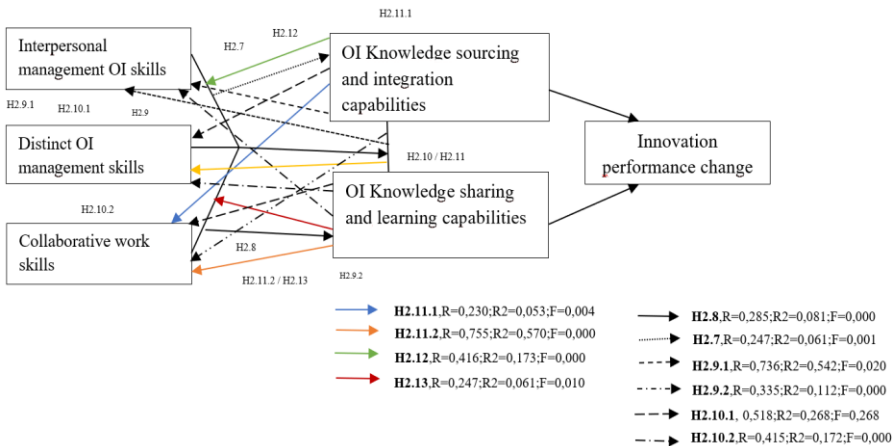 H2.11.1
H2.12
H2.7
Interpersonal
management OI skills
OI Knowledge sourcing
and integration
capabilities
H2.9.1
H2.10.1
H2.9
Distinct OI
management skills
Innovation
performance change
H2.10 / H2.11
OI Knowledge sharing
and learning capabilities
H2.10.2
Collaborative work
skills
H2.8
H2.11.2 / H2.13
H2.9.2
H2.11.1,R=0,230;R2=0,053;F=0,004
H2.11.2,R=0,755;R2=0,570;F=0,000
H2.12,R=0,416;R2=0,173;F=0,000
H2.13,R=0,247;R2=0,061;F=0,010
H2.8,R=0,285;R2=0,081;F=0,000
H2.7,R=0,247;R2=0,061;F=0,001
H2.9.1,R=0,736;R2=0,542;F=0,020
H2.9.2,R=0,335;R2=0,112;F=0,000
H2.10.1, 0,518;R2=0,268;F=0,268
H2.10.2,R=0,415;R2=0,172;F=0,000